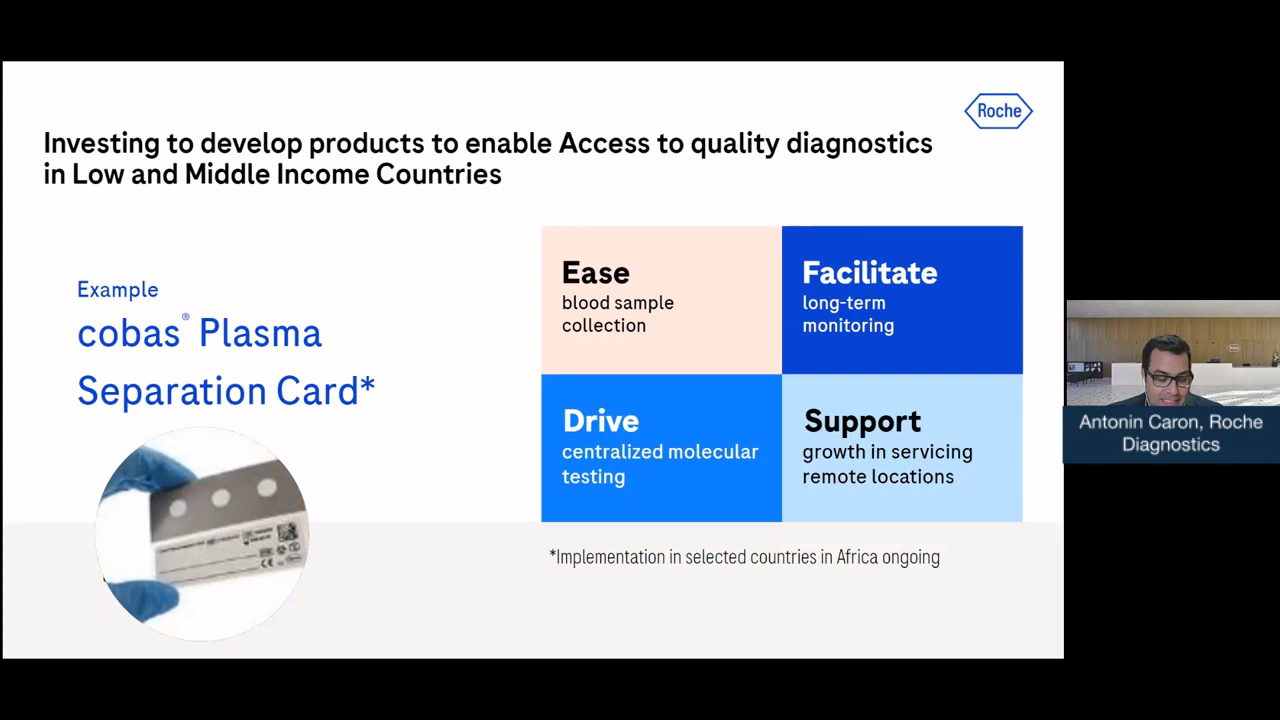 Roche
Investing to develop products to enable Access to quality diagnostics
in Low and Middle Income Countries
Example
cobas® Plasma
Separation Card*
Ease
blood sample
collection
Facilitate
long-term
monitoring
Drive
centralized molecular
testing
Support
growth in servicing
remote locations
*Implementation in selected countries in Africa ongoing
Roche
Antonin Caron, Roche
Diagnostics